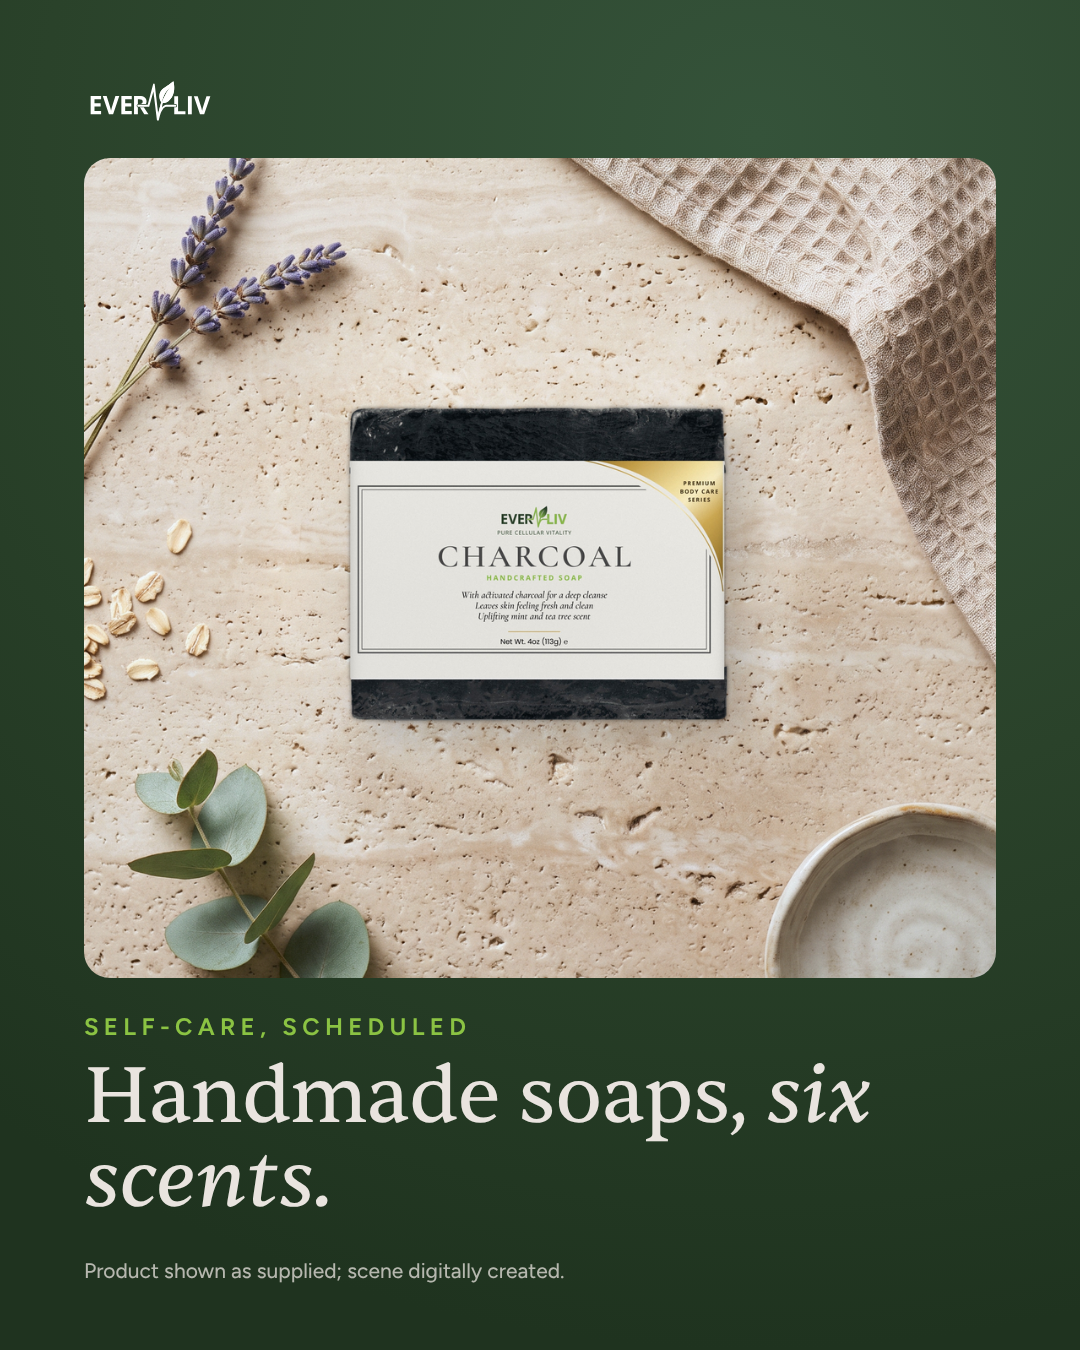 EVERLIV
SELF-CARE, SCHEDULED
Handmade soaps, six
scents.
Product shown as supplied; scene digitally created.
PREMIUM
BODY CARE
SERIES
EVERLIV
PURE CELLULAR VITALITY
CHARCOAL
HANDCRAFTED SOAP
With activated charcoal for a deep cleanse
Leaves skin feeling fresh and clean
Uplifting mint and tea tree scent
Net Wt. 4oz (113g) e